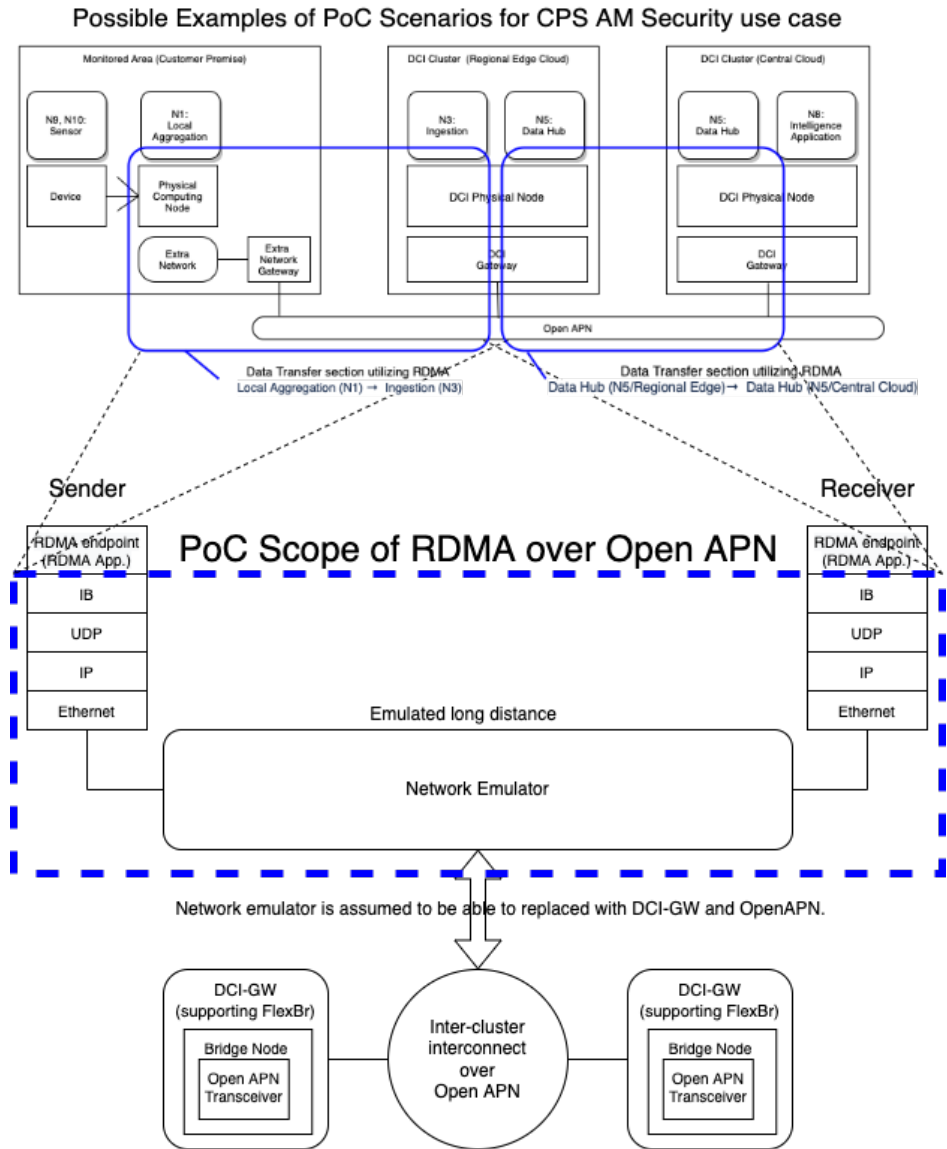 Possible Examples of PoC Scenarios for CPS AM Security use case
Monitored Area (Customer Premise)
DCI Cluster (Regional Edge Cloud)
DCI Cluster (Central Cloud)
N9, N10:
Sensor
N1:
Local
Aggregation
N3:
Ingestion
N5:
Data Hub
N5:
Data Hub
N8:
Intelligence
Application
Device
Physical
Computing
Node
DCI Physical Node
DCI Physical Node
Extra
Network
Extra
Network
Gateway
DCI
Gateway
DCI
Gateway
Open APN
Data Transfer section utilizing RDMA
Local Aggregation (N1) → Ingestion (N3)
Data Transfer section utilizing RDMA
Data Hub (N5/Regional Edge)→ Data Hub (N5/Central Cloud)
Sender
Receiver
RDMA endpoint
(RDMA App.)
PoC Scope of RDMA over Open APN
RDMA endpoint
(RDMA App.)
IB
UDP
IP
Ethernet
IB
UDP
IP
Ethernet
Emulated long distance
Network Emulator
Network emulator is assumed to be able to replaced with DCI-GW and OpenAPN.
DCI-GW
(supporting FlexBr)
Bridge Node
Open APN
Transceiver
Inter-cluster
interconnect
over
Open APN
DCI-GW
(supporting FlexBr)
Bridge Node
Open APN
Transceiver